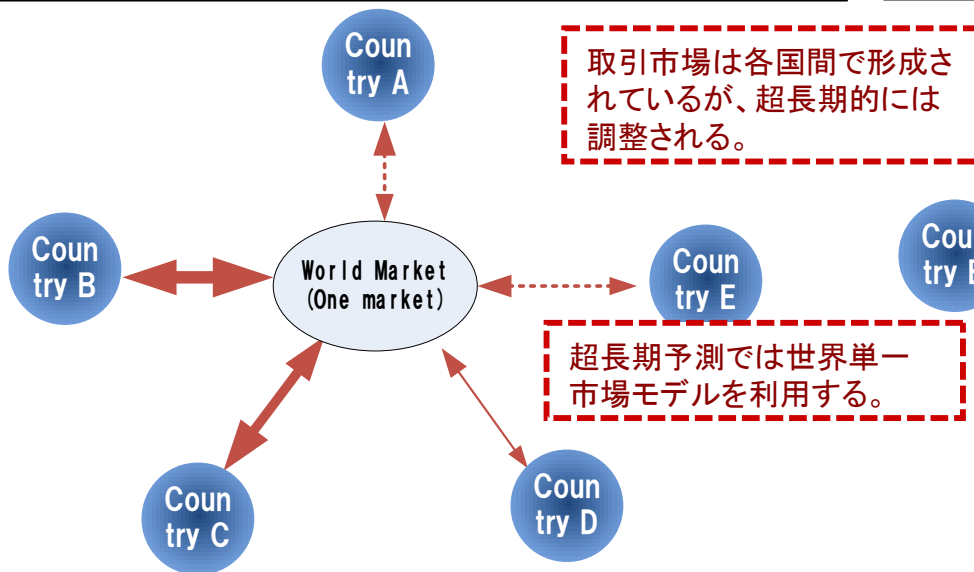 Coun
try A
取引市場は各国間で形成さ
れているが、超長期的には
調整される。
Coun
try B
World Market
(One market)
Coun
try E
Cou
try
超長期予測では世界単一
市場モデルを利用する。
Coun
try C
Coun
try D